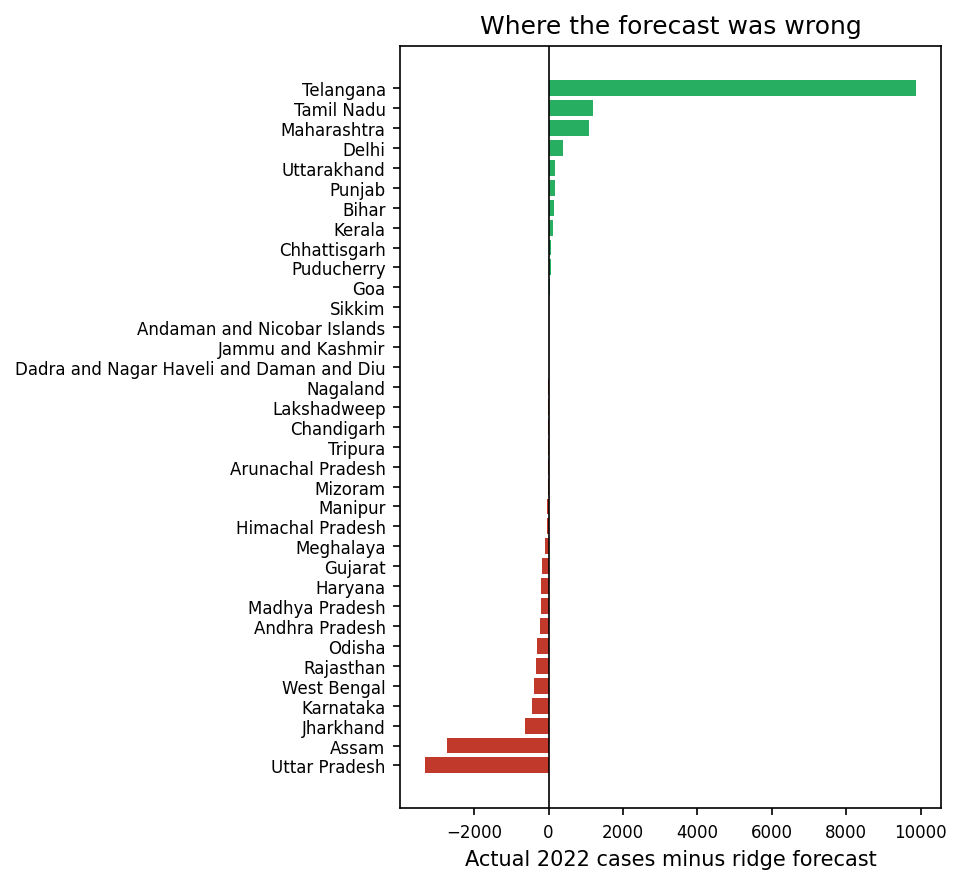 Where the forecast was wrong
Telangana
Tamil Nadu
Maharashtra
Delhi
Uttarakhand
Punjab
Bihar
Kerala
Chhattisgarh
Puducherry
Goa
Sikkim
Andaman and Nicobar Islands
Jammu and Kashmir
Dadra and Nagar Haveli and Daman and Diu
Nagaland
Lakshadweep
Chandigarh
Tripura
Arunachal Pradesh
Mizoram
Manipur
Himachal Pradesh
Meghalaya
Gujarat
Haryana
Madhya Pradesh
Andhra Pradesh
Odisha
Rajasthan
West Bengal
Karnataka
Jharkhand
Assam
Uttar Pradesh
−2000 0 2000 4000 6000 8000 10000
Actual 2022 cases minus ridge forecast